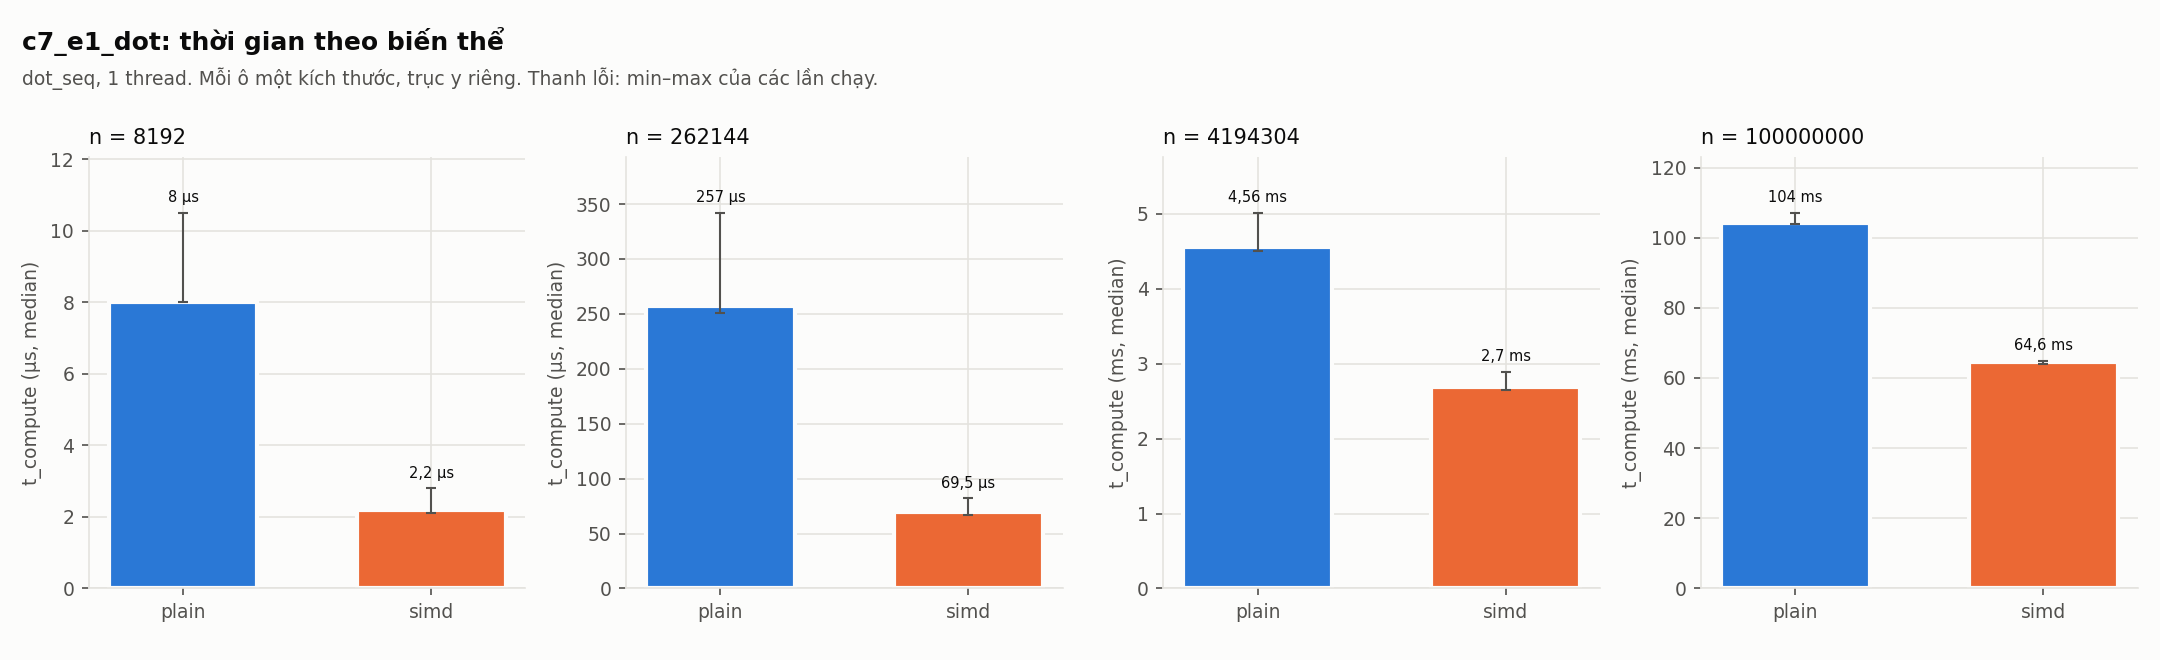 c7_e1_dot: thời gian theo biến thể
dot_seq, 1 thread. Mỗi ô một kích thước, trục y riêng. Thanh lỗi: min–max của các lần chạy.
n = 8192
t_compute (µs, median)
12
10
8
6
4
2
0
8 µs
2,2 µs
plain
simd
n = 262144
t_compute (µs, median)
350
300
250
200
150
100
50
0
257 µs
69,5 µs
plain
simd
n = 4194304
t_compute (ms, median)
5
4
3
2
1
0
4,56 ms
2,7 ms
plain
simd
n = 100000000
t_compute (ms, median)
120
100
80
60
40
20
0
104 ms
64,6 ms
plain
simd